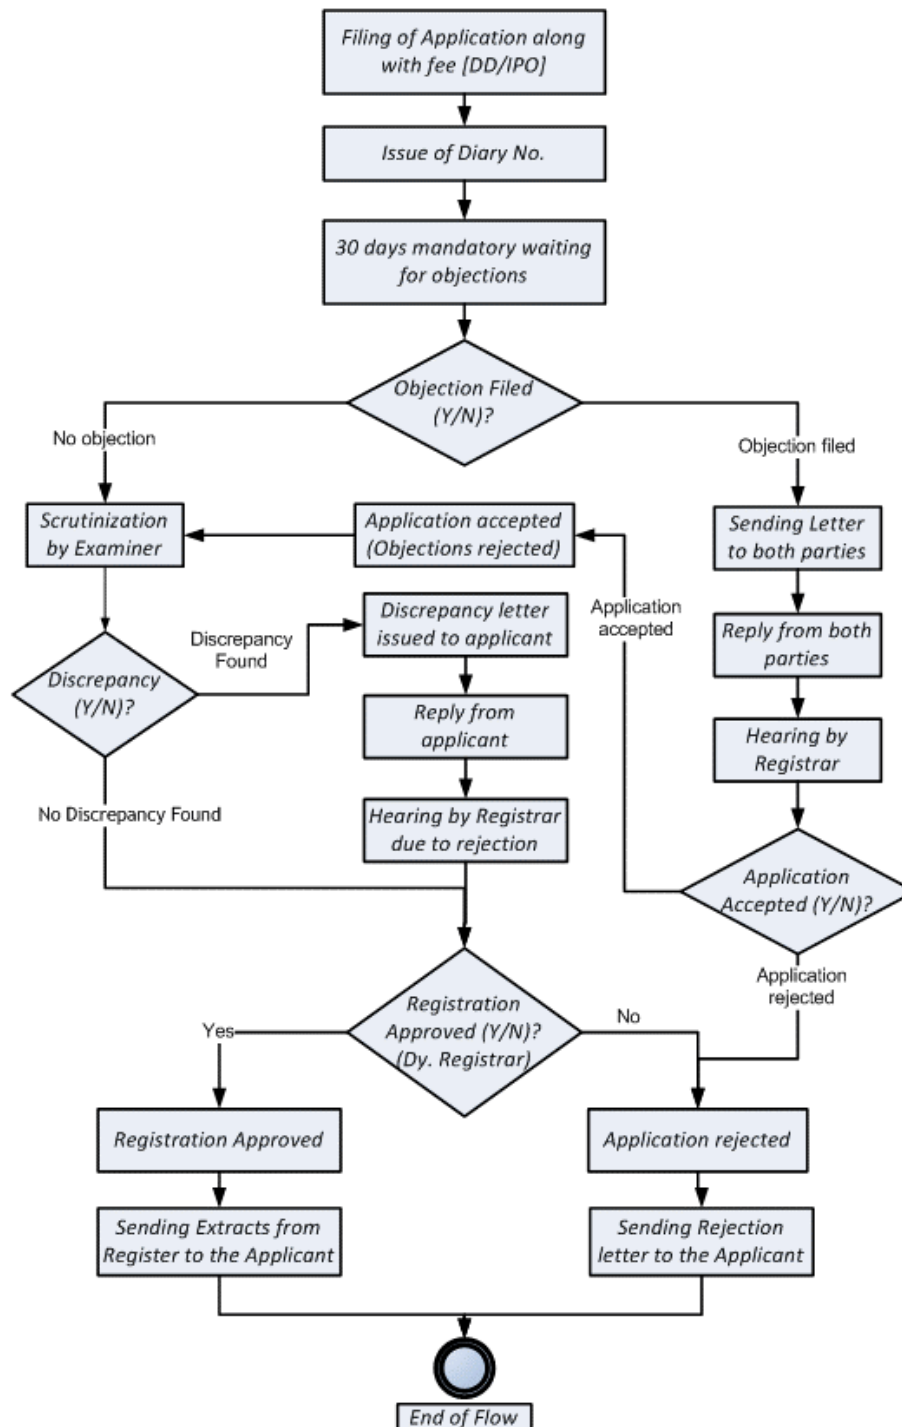 Filing of Application along
with fee [DD/IPO]
Issue of Diary No.
30 days mandatory waiting
for objections
Objection Filed
(Y/N)?
No objection
Objection filed
Scrutinization
by Examiner
Application accepted
(Objections rejected)
Sending Letter
to both parties
Discrepancy
Found
Discrepancy letter
issued to applicant
Application
accepted
Reply from both
parties
Discrepancy
(Y/N)?
Reply from
applicant
Hearing by
Registrar
No Discrepancy Found
Hearing by Registrar
due to rejection
Application
Accepted (Y/N)?
Application
rejected
Registration
Approved (Y/N)?
(Dy. Registrar)
Yes
No
Registration Approved
Application rejected
Sending Extracts from
Register to the Applicant
Sending Rejection
letter to the Applicant
End of Flow